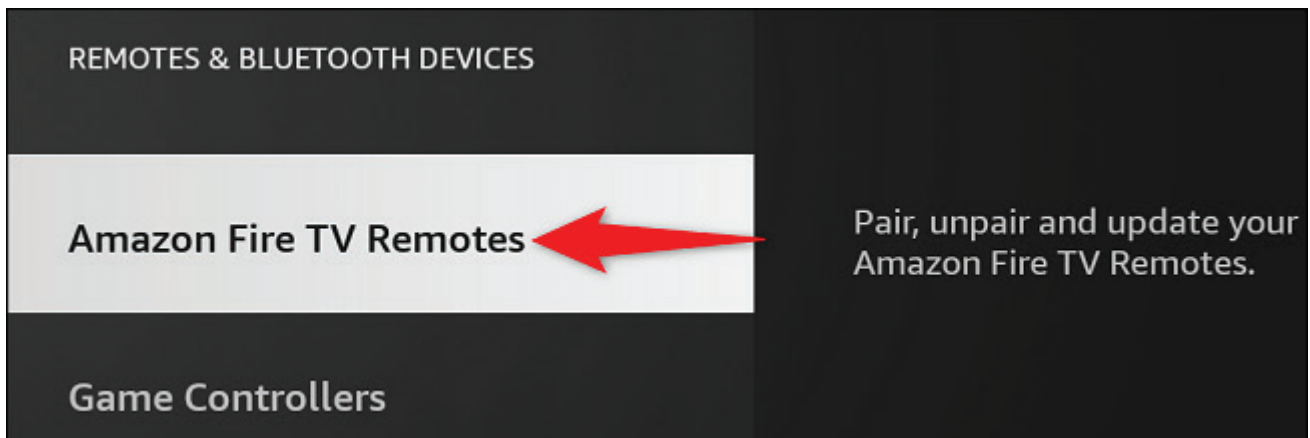 REMOTES & BLUETOOTH DEVICES
Amazon Fire TV Remotes
Pair, unpair and update your
Amazon Fire TV Remotes.
Game Controllers